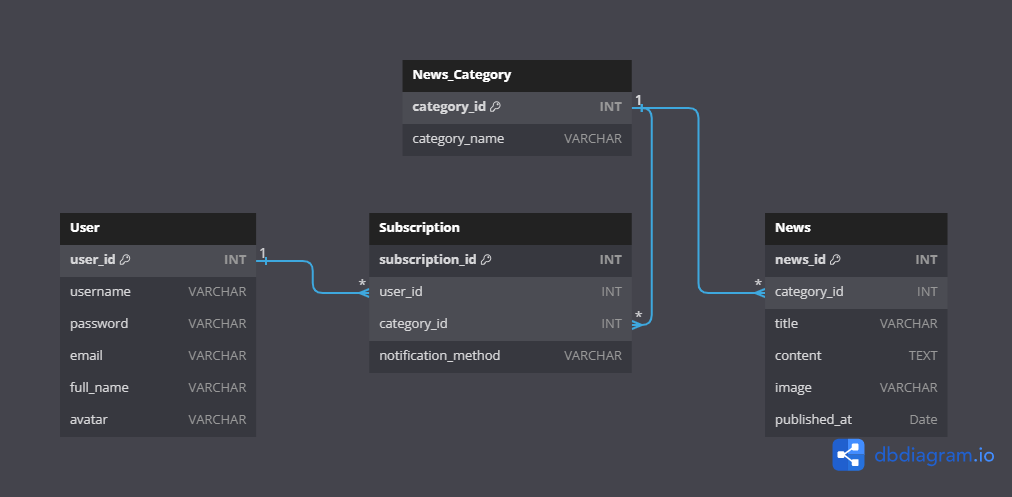 News_Category
category_id INT
category_name VARCHAR
1
User
user_id INT
username VARCHAR
password VARCHAR
email VARCHAR
full_name VARCHAR
avatar VARCHAR
1
*
Subscription
subscription_id INT
user_id INT
category_id INT
notification_method VARCHAR
*
*
News
news_id INT
category_id INT
title VARCHAR
content TEXT
image VARCHAR
published_at Date
dbdiagram.io